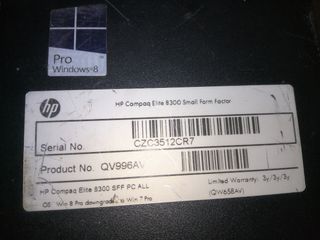 Pro
Windows 8
hp
HP Compaq Elite 8300 Small Form Factor
Serial No.
CZC3512CR7
Product No.
QV996AV
HP Compaq Elite 8300 SFF PC ALL
Limited Warranty: 3y/3y/3y
OS: Win 8 Pro downgrade to Win 7 Pro
(QW658AV)